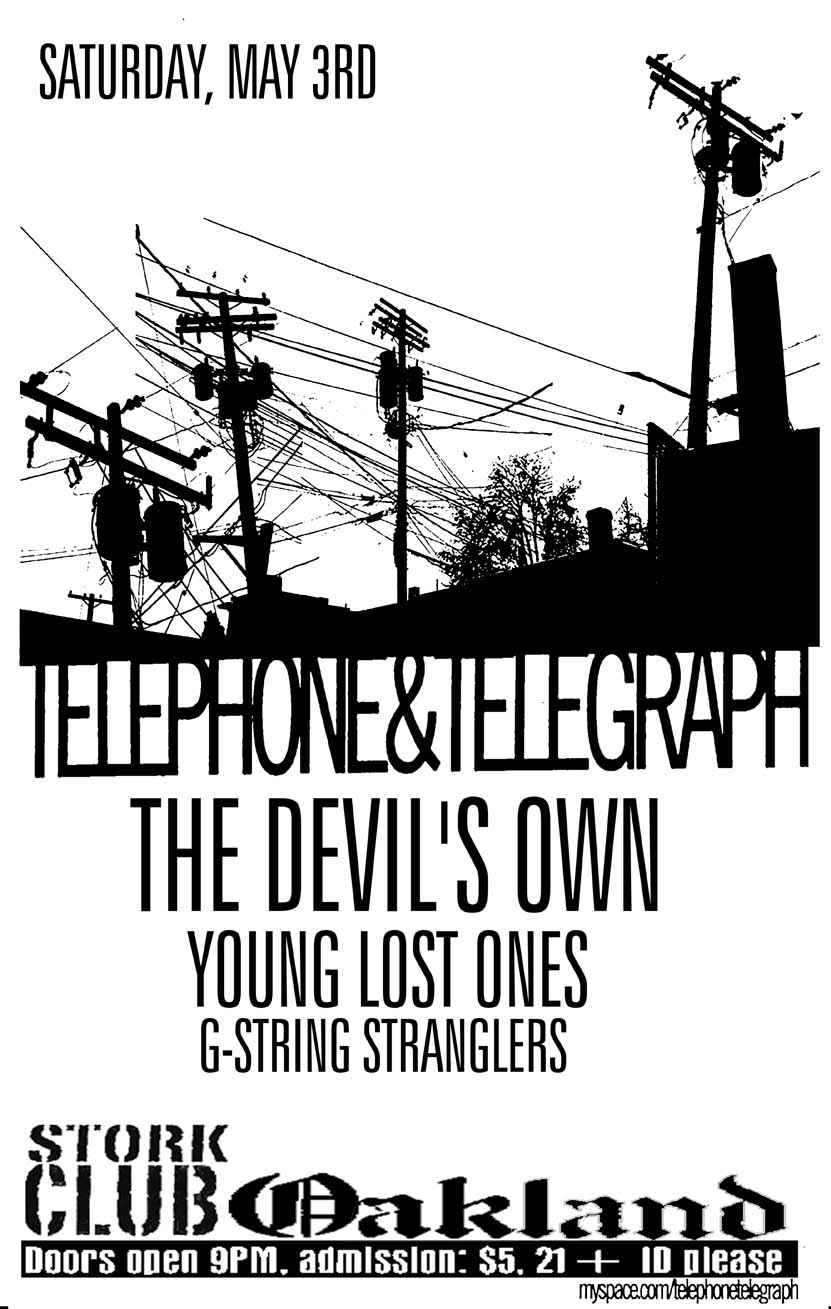 SATURDAY, MAY 3RD
TELEPHONE&TELEGRAPH
THE DEVIL'S OWN
YOUNG LOST ONES
G-STRING STRANGLERS
STORK
CLUB Oakland
Doors open 9PM, admission: $5, 21 + ID please
myspace.com/telephonetelegraph